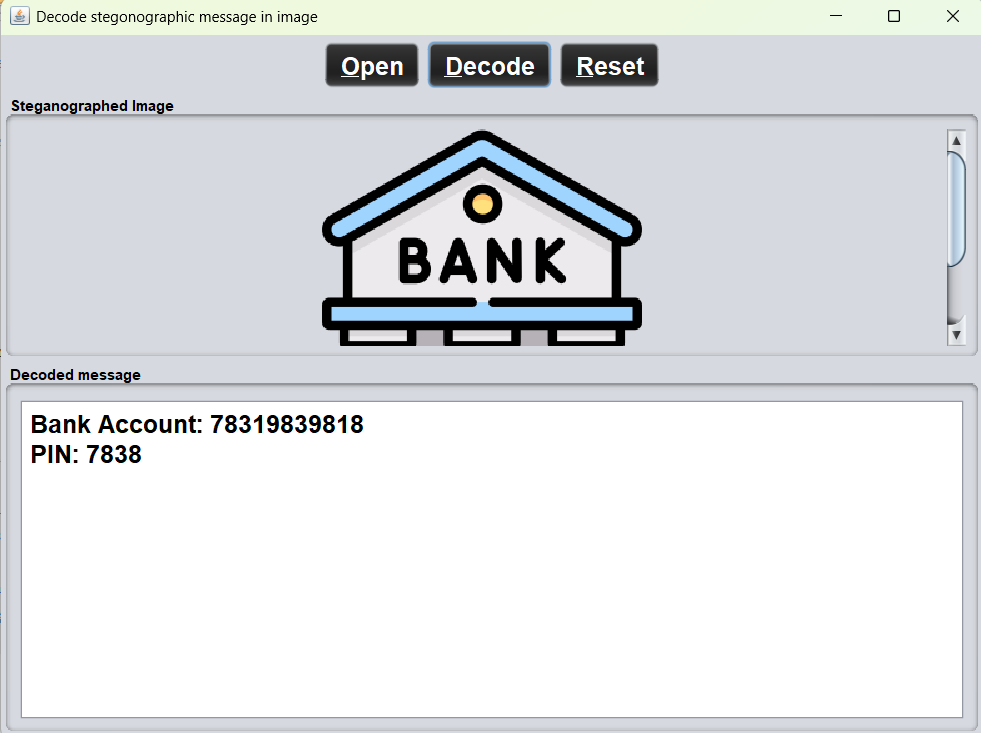 Decode stegonographic message in image
Open Decode Reset
Steganographed Image
BANK
Decoded message
Bank Account: 78319839818
PIN: 7838